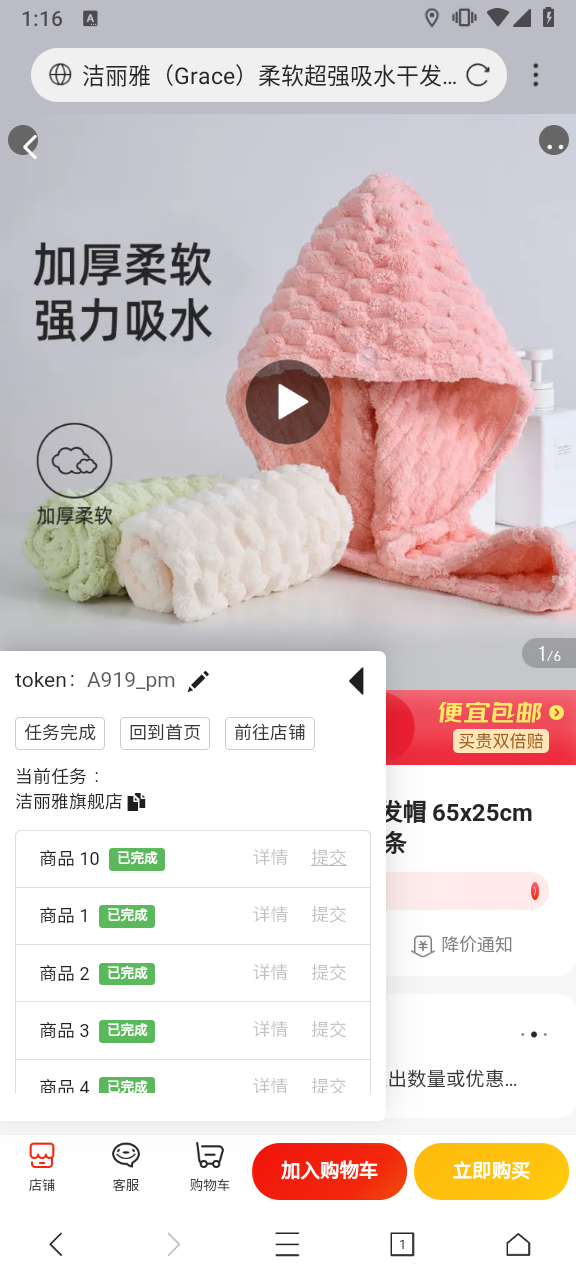 1:16
A
洁丽雅（Grace）柔软超强吸水干发...
加厚柔软
强力吸水
加厚柔软
1/6
token： A919_pm
便宜包邮
买贵双倍赔
任务完成
回到首页
前往店铺
当前任务：
洁丽雅旗舰店
发帽 65x25cm
条
商品 10 已完成 详情 提交
商品 1 已完成 详情 提交
降价通知
商品 2 已完成 详情 提交
商品 3 已完成 详情 提交
出数量或优惠...
商品 4 已完成 详情 提交
店铺
客服
购物车
加入购物车
立即购买
1